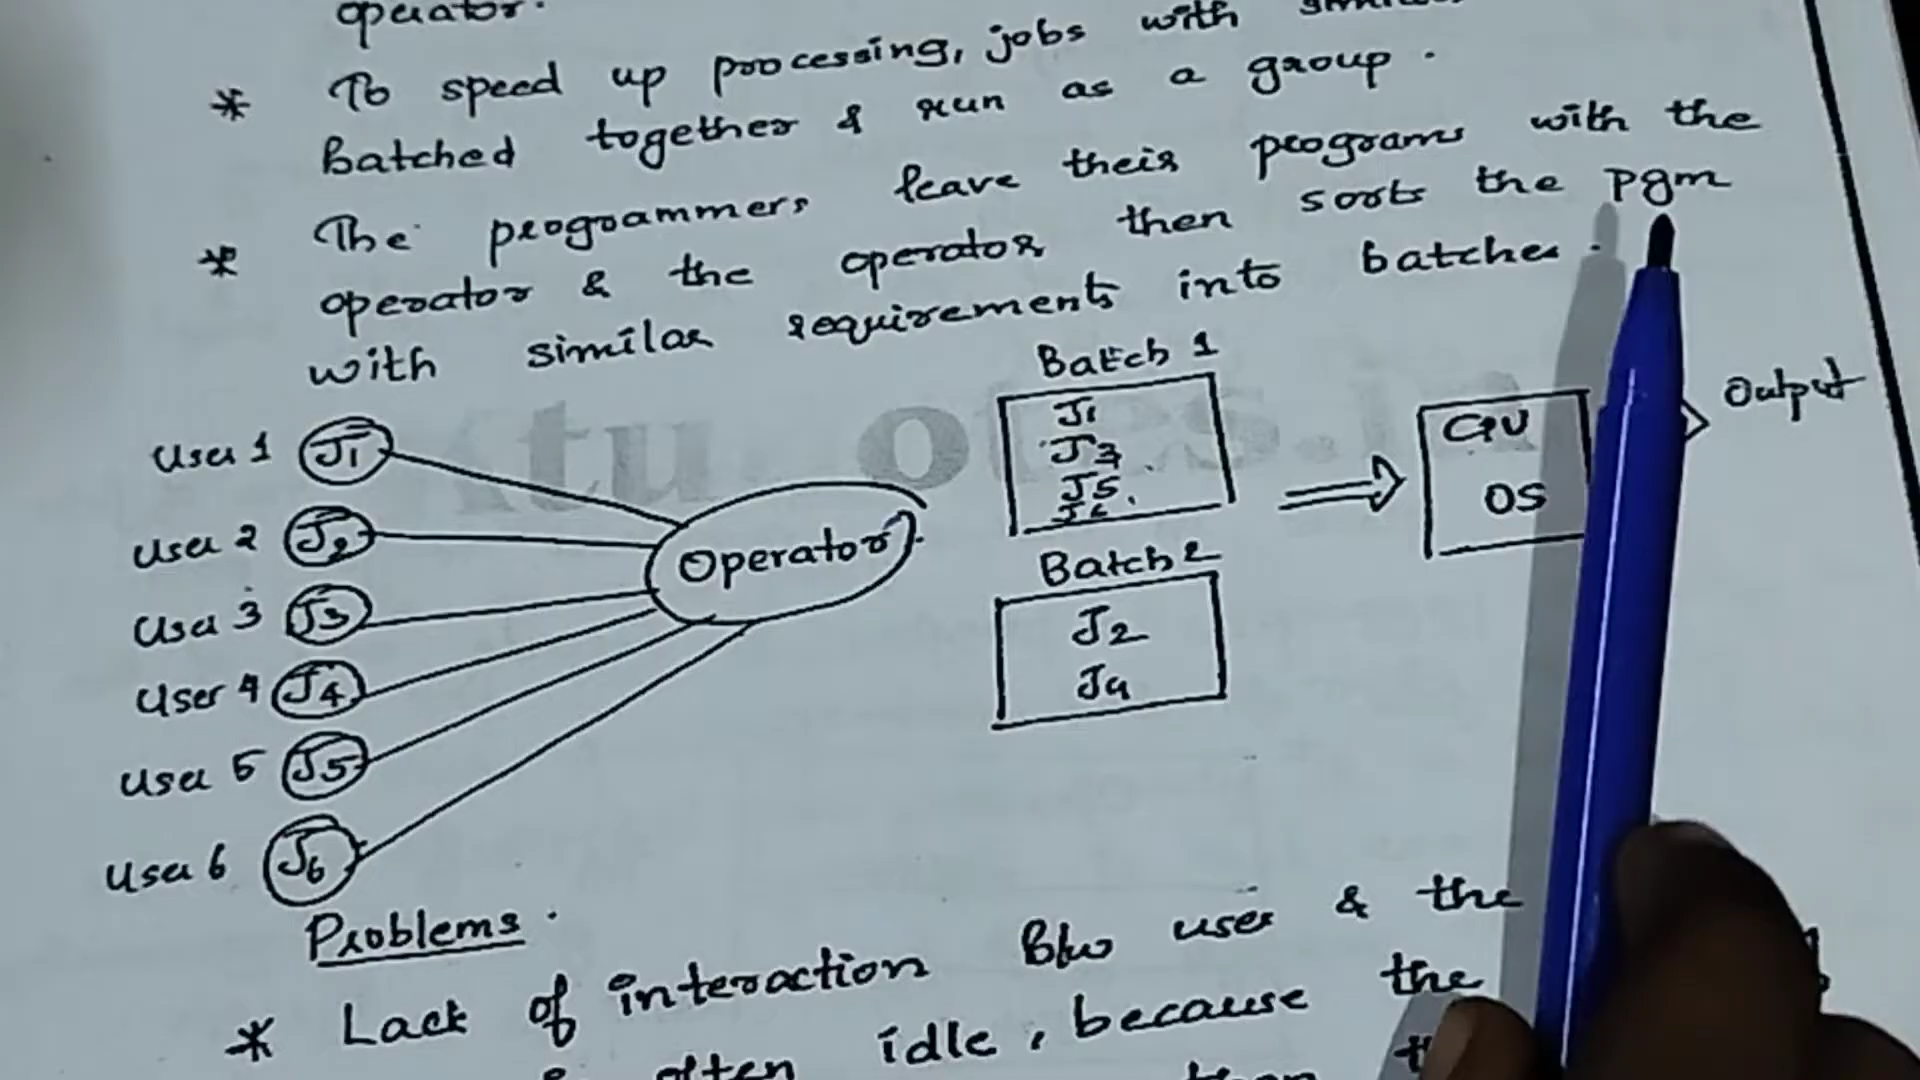 operator.
* To speed up processing, jobs with
Batched together & run as a group.
* The programmers leave their programs with the
operator & the operator then sorts the pgm
with similar requirements into batches.
Batch 1
User 1 J1
J1
J3
J5
J6
CPU
OS
Output
User 2 J2
Operator
Batch 2
User 3 J3
J2
J4
User 4 J4
User 5 J5
User 6 J6
Problems.
* Lack of interaction B/w user & the
often idle, because the